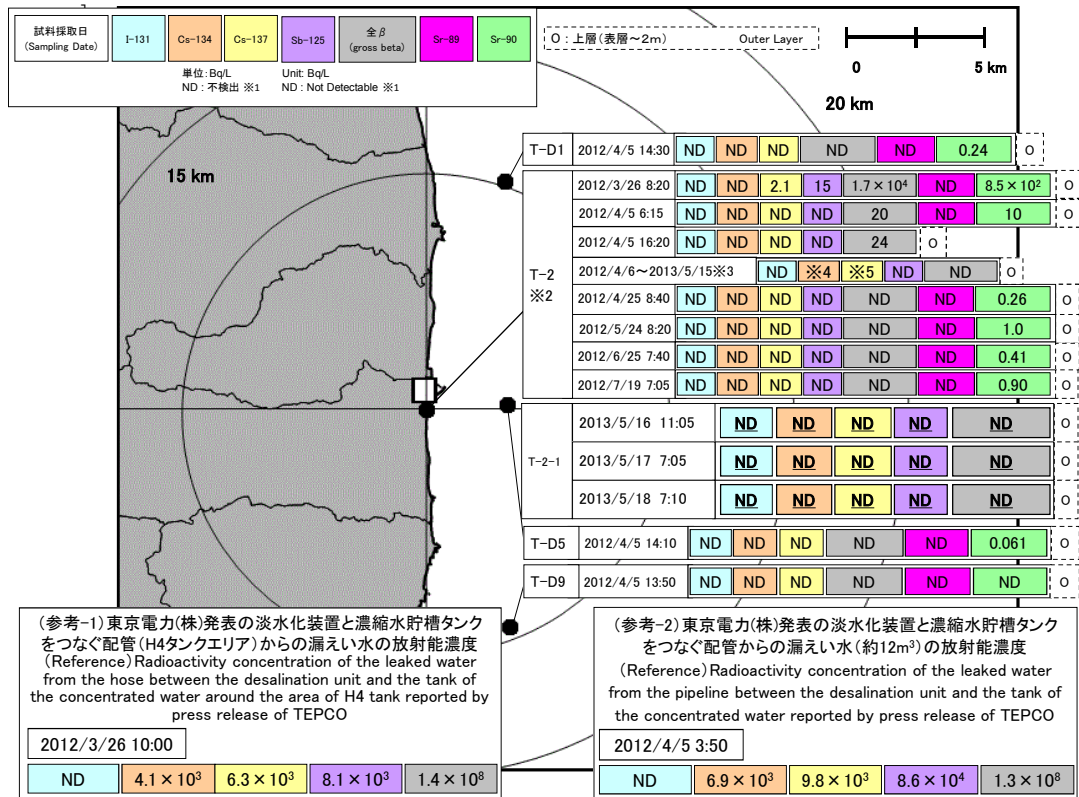 試料採取日
(Sampling Date)
I-131
Cs-134
Cs-137
Sb-125
全β
(gross beta)
Sr-89
Sr-90
単位: Bq/L
ND : 不検出 ※1
Unit: Bq/L
ND : Not Detectable ※1
O : 上層(表層～2m) Outer Layer
0 5 km
20 km
15 km
T-D1 2012/4/5 14:30 ND ND ND ND ND 0.24 O
T-2
※2
2012/3/26 8:20 ND ND 2.1 15 1.7×10⁴ ND 8.5×10² O
2012/4/5 6:15 ND ND ND ND 20 ND 10 O
2012/4/5 16:20 ND ND ND ND 24 O
2012/4/6～2013/5/15※3 ND ※4 ※5 ND ND O
2012/4/25 8:40 ND ND ND ND ND ND 0.26 O
2012/5/24 8:20 ND ND ND ND ND ND 1.0 O
2012/6/25 7:40 ND ND ND ND ND ND 0.41 O
2012/7/19 7:05 ND ND ND ND ND ND 0.90 O
T-2-1
2013/5/16 11:05 ND ND ND ND ND O
2013/5/17 7:05 ND ND ND ND ND O
2013/5/18 7:10 ND ND ND ND ND O
T-D5 2012/4/5 14:10 ND ND ND ND ND 0.061 O
T-D9 2012/4/5 13:50 ND ND ND ND ND ND O
(参考-1)東京電力(株)発表の淡水化装置と濃縮水貯槽タンク
をつなぐ配管(H4タンクエリア)からの漏えい水の放射能濃度
(Reference)Radioactivity concentration of the leaked water
from the hose between the desalination unit and the tank of
the concentrated water around the area of H4 tank reported by
press release of TEPCO
2012/3/26 10:00
ND 4.1×10³ 6.3×10³ 8.1×10³ 1.4×10⁸
(参考-2)東京電力(株)発表の淡水化装置と濃縮水貯槽タンク
をつなぐ配管からの漏えい水(約12m³)の放射能濃度
(Reference)Radioactivity concentration of the leaked water
from the pipeline between the desalination unit and the tank of
the concentrated water reported by press release of TEPCO
2012/4/5 3:50
ND 6.9×10³ 9.8×10³ 8.6×10⁴ 1.3×10⁸